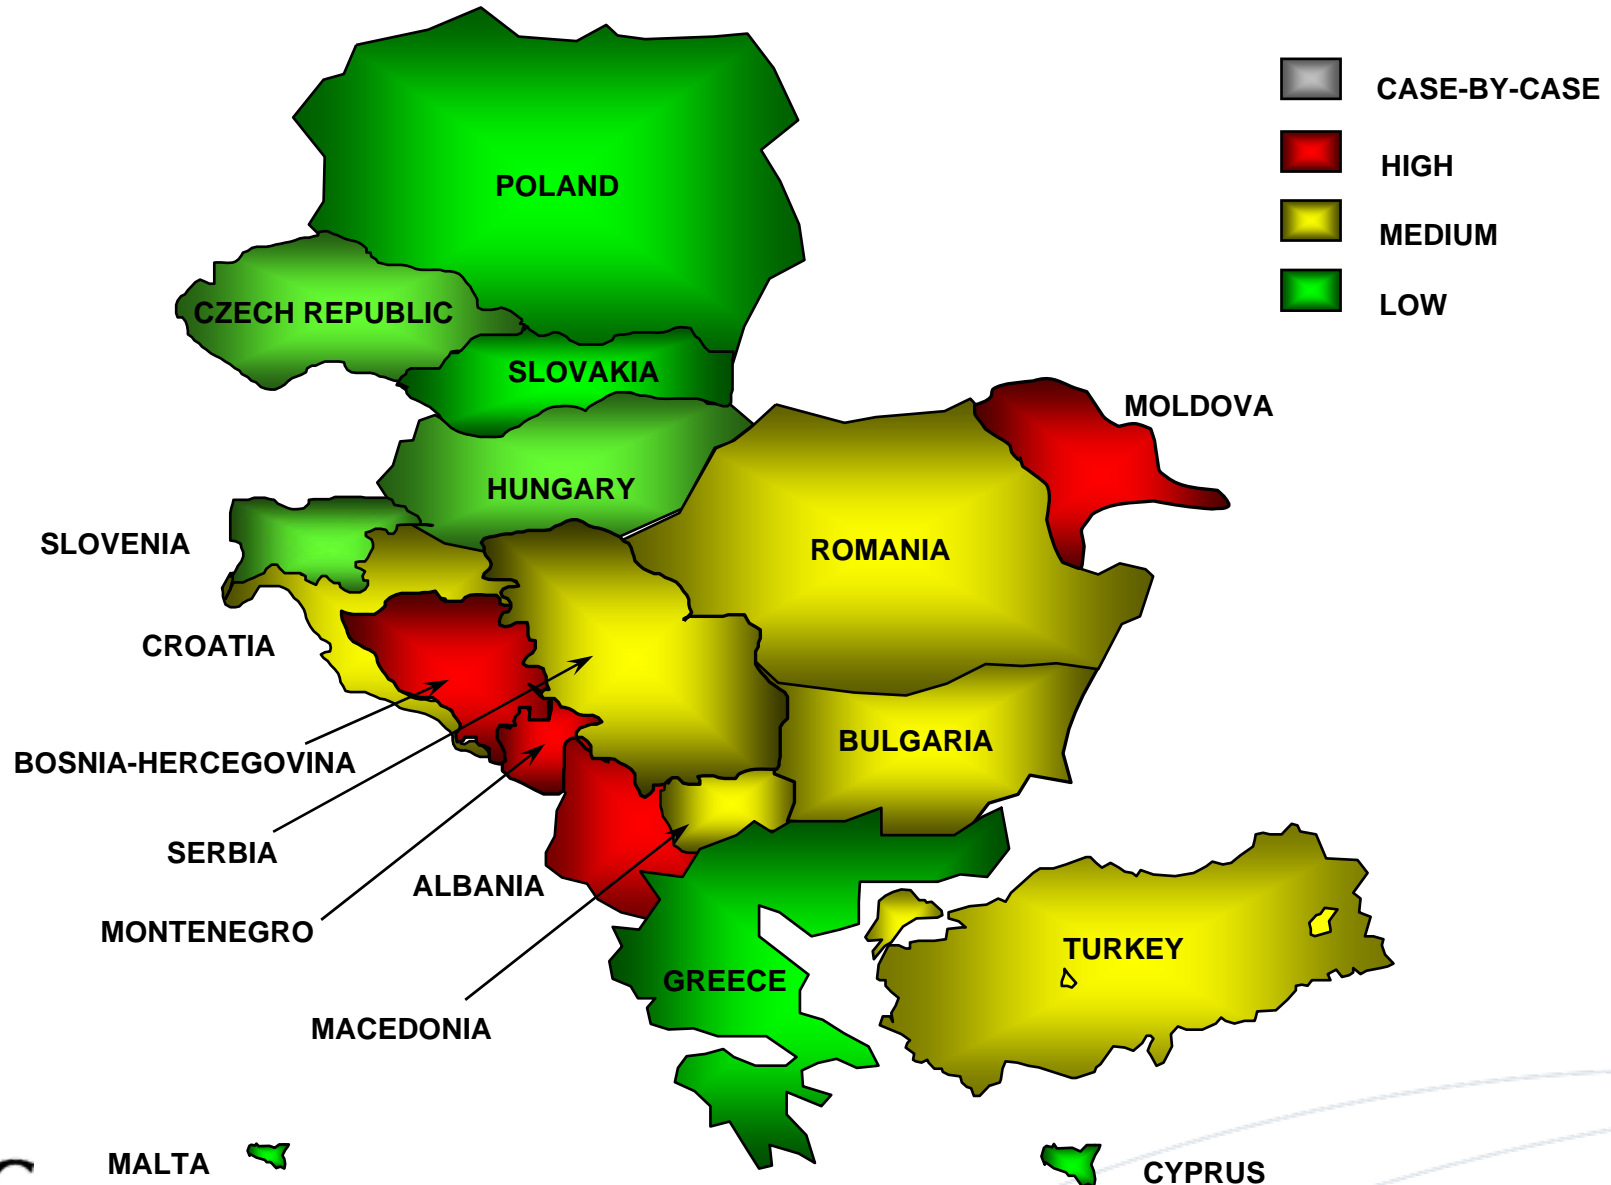 CASE-BY-CASE
HIGH
POLAND
MEDIUM
LOW
CZECH REPUBLIC
SLOVAKIA
MOLDOVA
HUNGARY
SLOVENIA
ROMANIA
CROATIA
BULGARIA
BOSNIA-HERCEGOVINA
SERBIA
ALBANIA
MONTENEGRO
TURKEY
GREECE
MACEDONIA
MALTA
CYPRUS